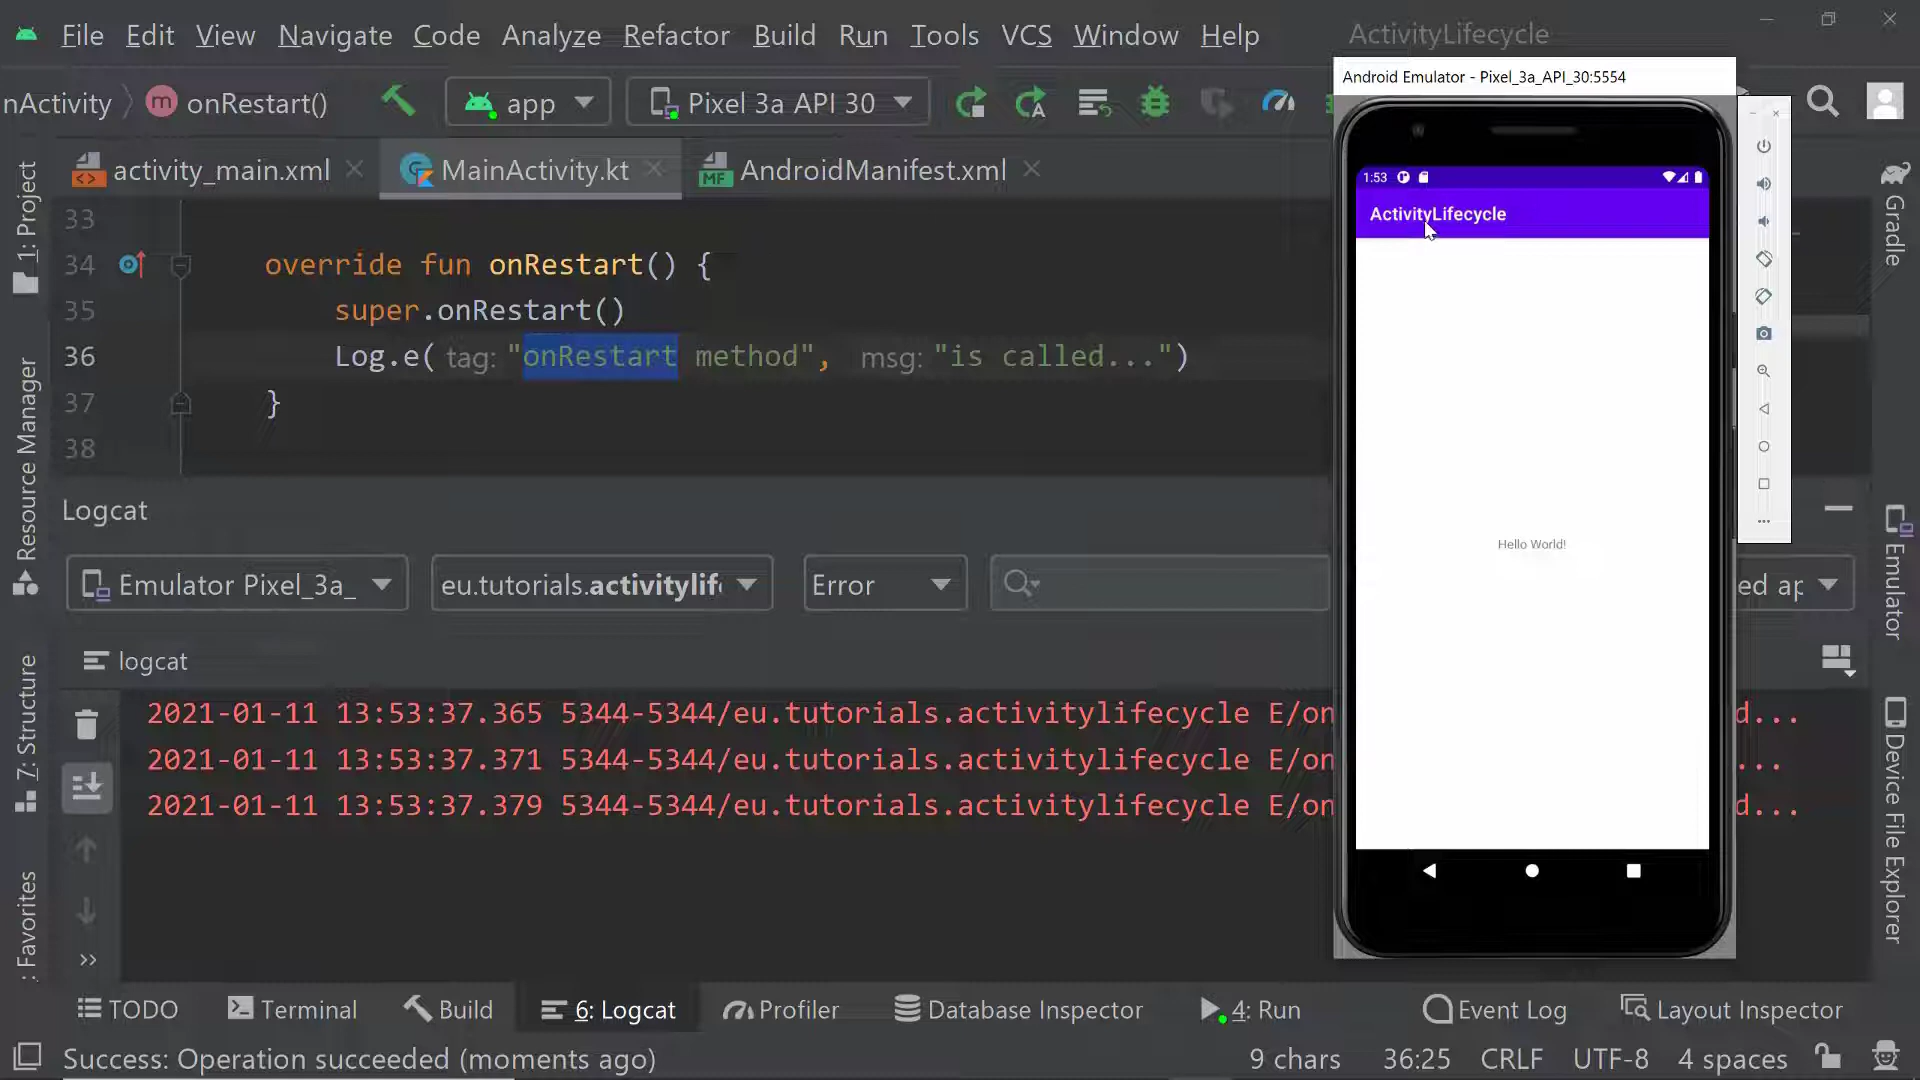 File Edit View Navigate Code Analyze Refactor Build Run Tools VCS Window Help ActivityLifecycle
Android Emulator - Pixel_3a_API_30:5554
nActivity m onRestart() app Pixel 3a API 30
activity_main.xml MainActivity.kt AndroidManifest.xml
1:53
ActivityLifecycle
33
34 override fun onRestart() {
35 super.onRestart()
36 Log.e( tag: "onRestart method", msg: "is called...")
37 }
38
Hello World!
Logcat
Emulator Pixel_3a_ eu.tutorials.activitylif Error ed ap
logcat
2021-01-11 13:53:37.365 5344-5344/eu.tutorials.activitylifecycle E/on d...
2021-01-11 13:53:37.371 5344-5344/eu.tutorials.activitylifecycle E/on ...
2021-01-11 13:53:37.379 5344-5344/eu.tutorials.activitylifecycle E/on d...
1: Project
Resource Manager
7: Structure
: Favorites
Gradle
Emulator
Device File Explorer
TODO Terminal Build 6: Logcat Profiler Database Inspector 4: Run Event Log Layout Inspector
Success: Operation succeeded (moments ago) 9 chars 36:25 CRLF UTF-8 4 spaces